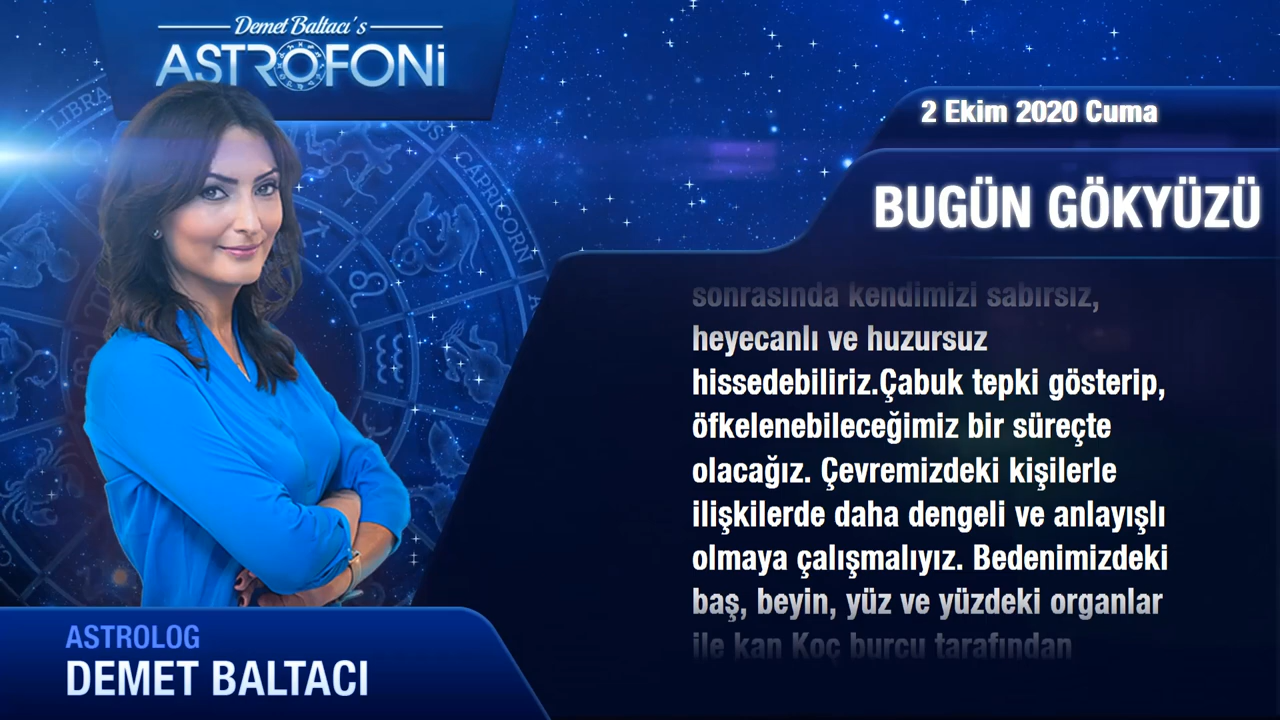 Demet Baltacı's
ASTROFONİ
LIBRA
CAPRICORN
2 Ekim 2020 Cuma
BUGÜN GÖKYÜZÜ
sonrasında kendimizi sabırsız,
heyecanlı ve huzursuz
hissedebiliriz.Çabuk tepki gösterip,
öfkelenebileceğimiz bir süreçte
olacağız. Çevremizdeki kişilerle
ilişkilerde daha dengeli ve anlayışlı
olmaya çalışmalıyız. Bedenimizdeki
baş, beyin, yüz ve yüzdeki organlar
ile kan Koç burcu tarafından
ASTROLOG
DEMET BALTACI